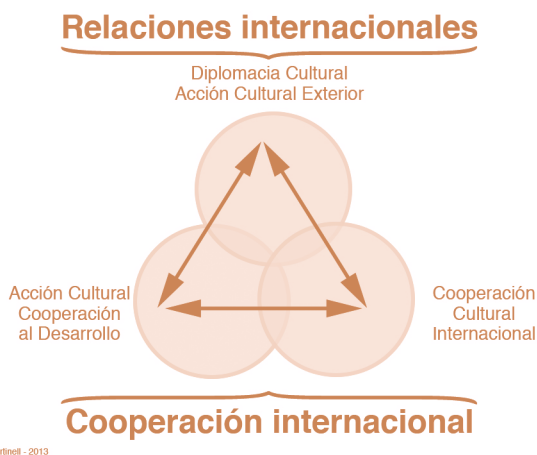 Relaciones internacionales
Diplomacia Cultural
Acción Cultural Exterior
Acción Cultural
Cooperación
al Desarrollo
Cooperación
Cultural
Internacional
Cooperación internacional
- 2013